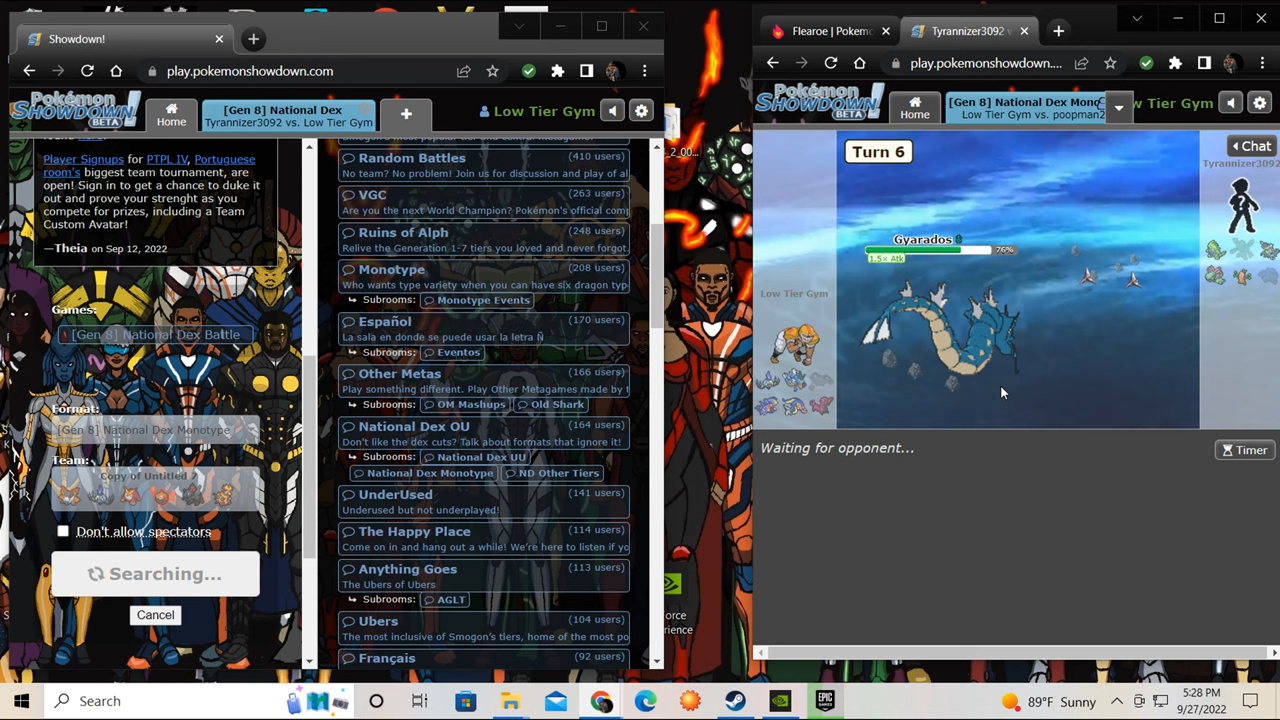 Showdown!
play.pokemonshowdown.com
Pokémon
SHOWDOWN!
BETA
Home
[Gen 8] National Dex
Tyrannizer3092 vs. Low Tier Gym
Low Tier Gym
Player Signups for PTPL IV, Portuguese
room's biggest team tournament, are
open! Sign in to get a chance to duke it
out and prove your strenght as you
compete for prizes, including a Team
Custom Avatar!
—Theia on Sep 12, 2022
Games:
[Gen 8] National Dex Battle
Format:
[Gen 8] National Dex Monotype
Team:
Copy of Untitled 7
Don't allow spectators
Searching...
Cancel
Random Battles (410 users)
No team? No problem! Join us for discussion and play of al
VGC (263 users)
Are you the next World Champion? Pokémon's official com
Ruins of Alph (248 users)
Relive the Generation 1-7 tiers you loved and never forgot.
Monotype (208 users)
Who wants type variety when you can have six dragon typ
Subrooms: Monotype Events
Español (170 users)
La sala en donde se puede usar la letra Ñ
Subrooms: Eventos
Other Metas (166 users)
Play something different. Play Other Metagames made by t
Subrooms: OM Mashups Old Shark
National Dex OU (164 users)
Don't like the dex cuts? Talk about formats that ignore it!
Subrooms: National Dex UU
National Dex Monotype ND Other Tiers
UnderUsed (141 users)
Underused but not underplayed!
The Happy Place (114 users)
Come on in and hang out a while! We're here to listen if yo
Anything Goes (113 users)
The Ubers of Ubers
Subrooms: AGLT
Ubers (104 users)
The most inclusive of Smogon's tiers, home of the most po
Français (92 users)
2_00...
orce
erience
Flearoe | Pokemo
Tyrannizer3092 v
play.pokemonshowdown....
Pokémon
SHOWDOWN!
BETA
Home
[Gen 8] National Dex Mono
Low Tier Gym vs. poopman2
w Tier Gym
Turn 6
Chat
Tyrannizer3092
Gyarados
76%
1.5× Atk
Low Tier Gym
Waiting for opponent...
Timer
Search
EPIC
GAMES
89°F Sunny
5:28 PM
9/27/2022